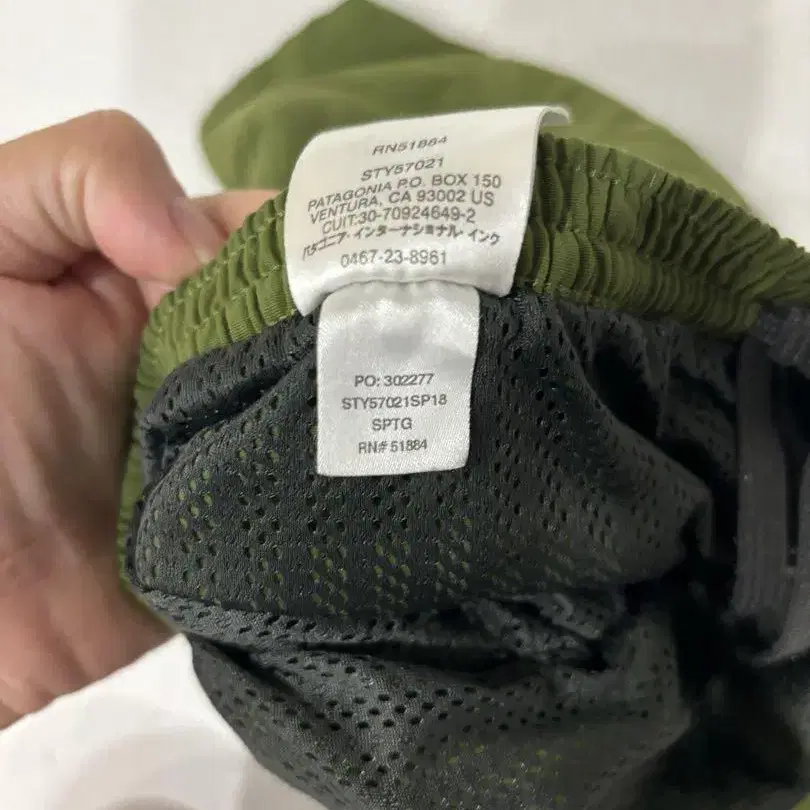 RN51884
STY57021
PATAGONIA P.O. BOX 150
VENTURA, CA 93002 US
CUIT:30-70924649-2
パタゴニア・インターナショナル・インク
0467-23-8961
PO: 302277
STY57021SP18
SPTG
RN# 51884